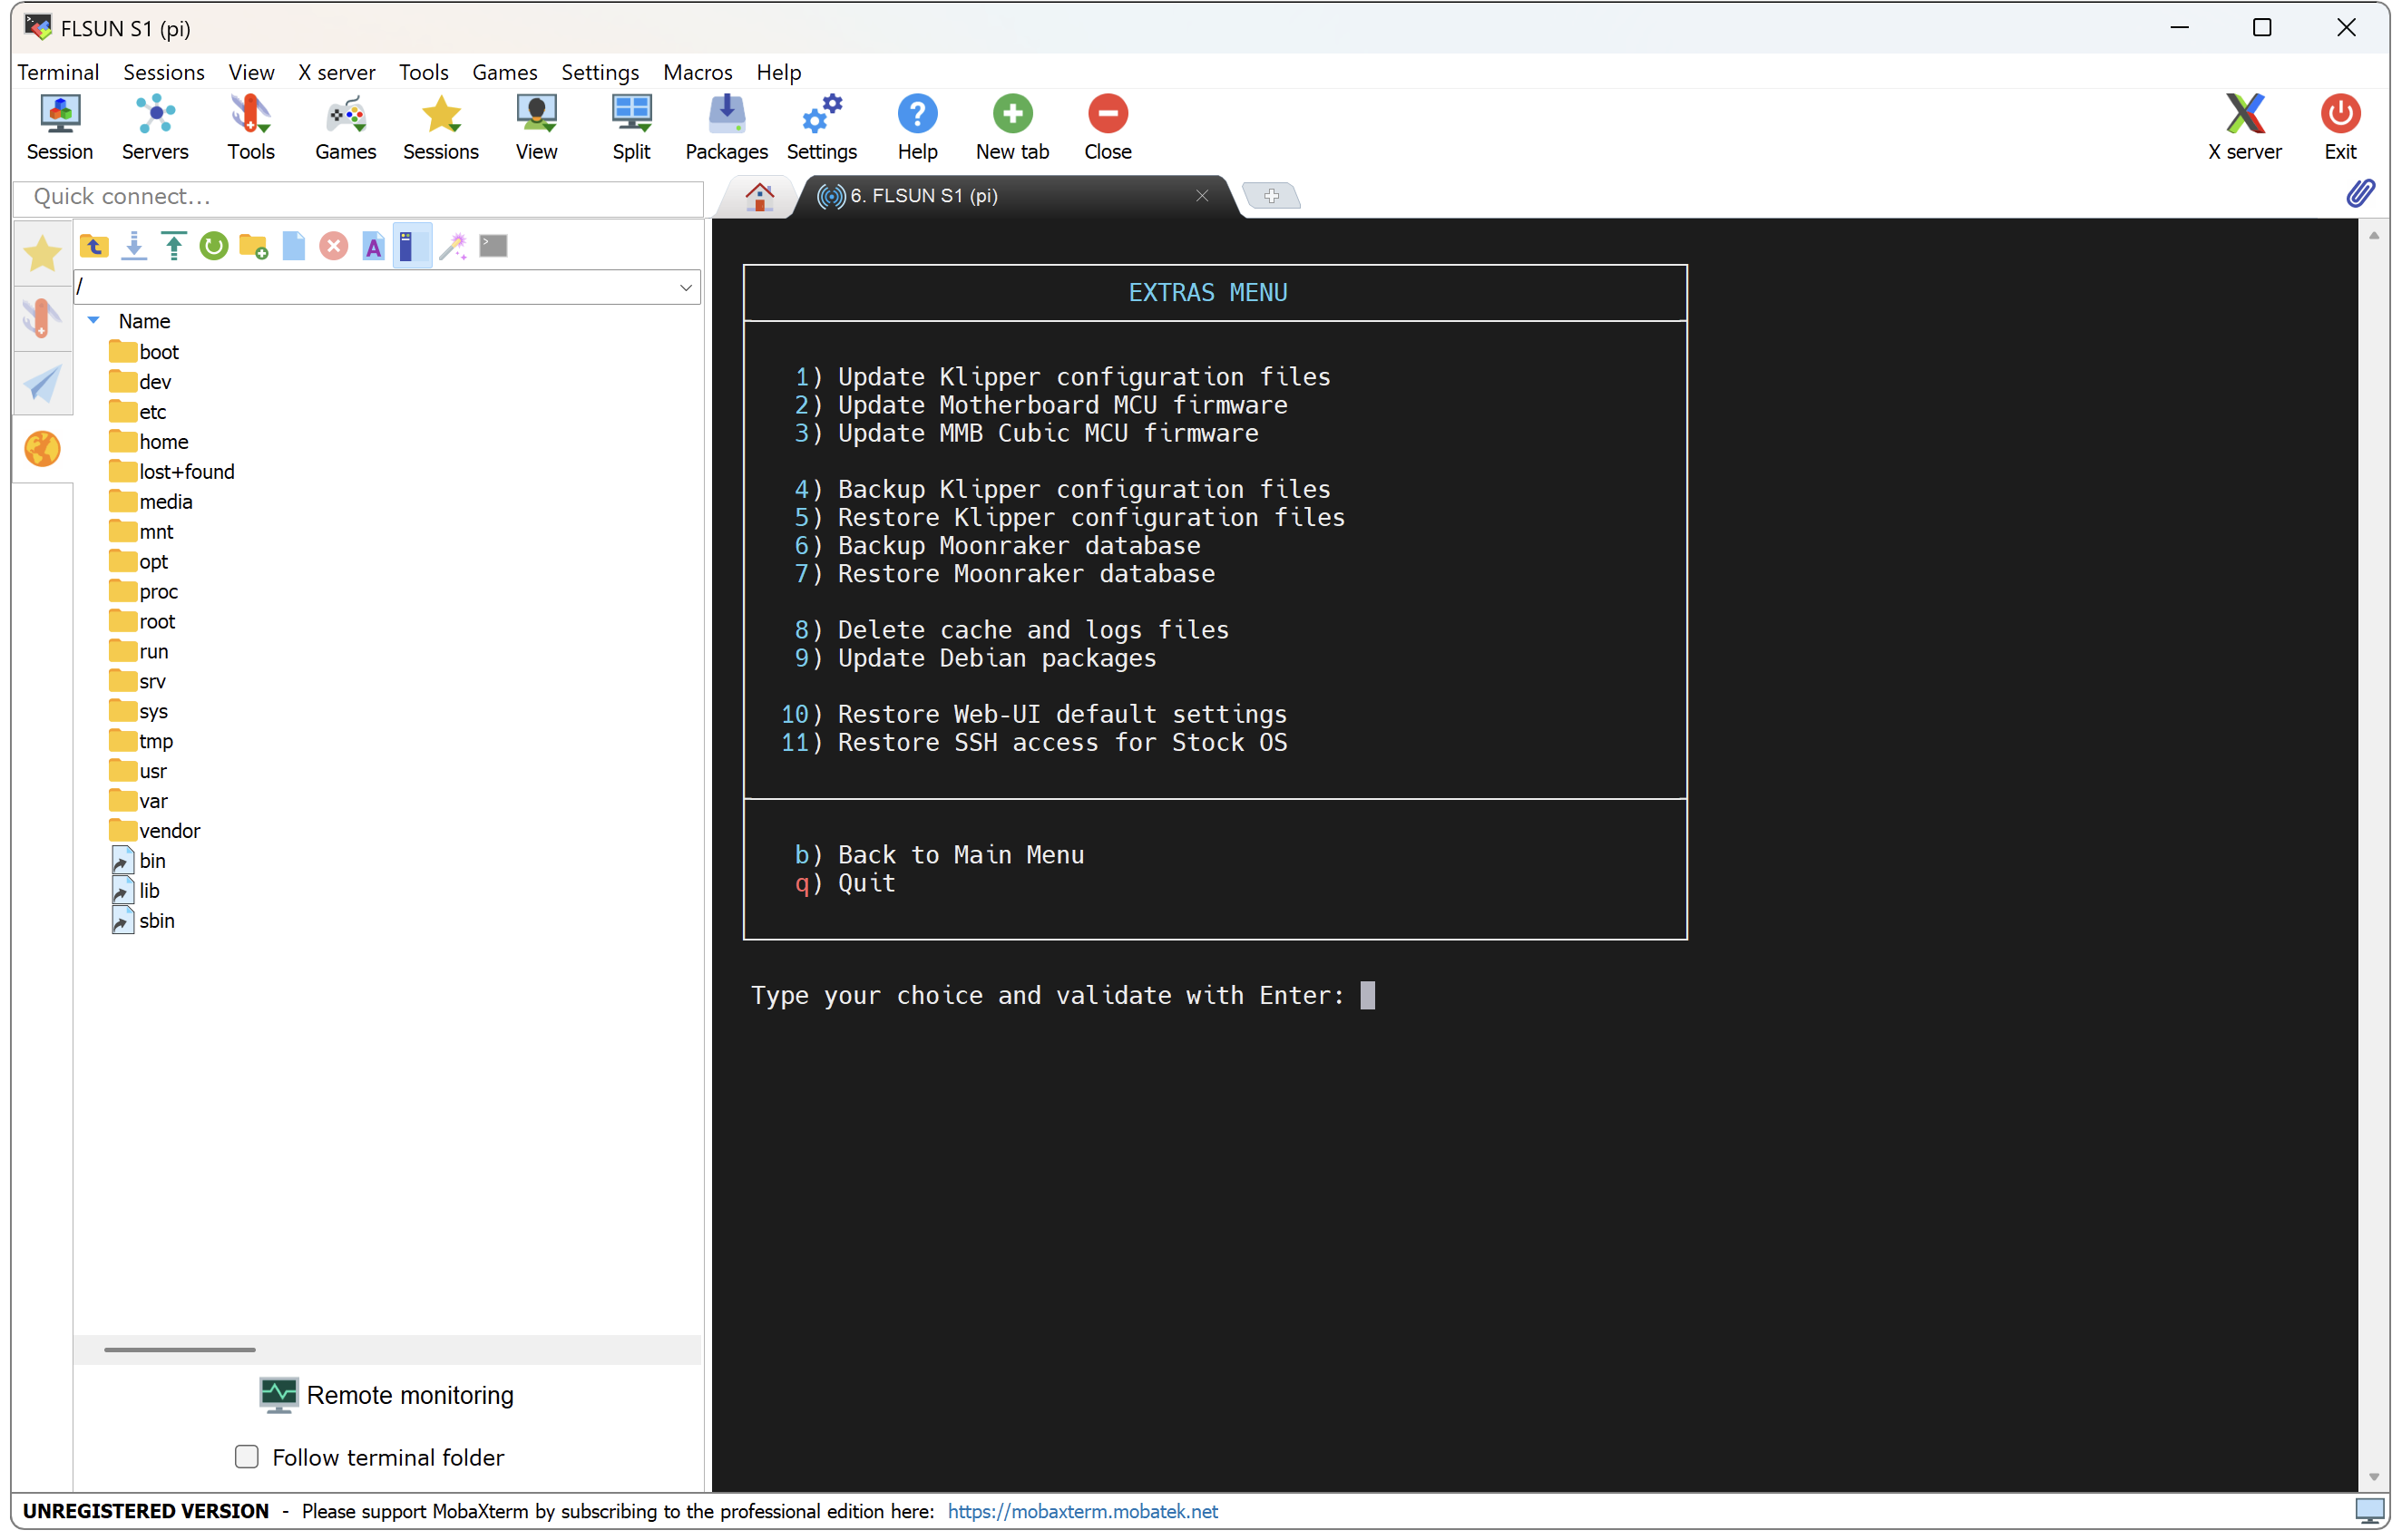 FLSUN S1 (pi)
Terminal Sessions View X server Tools Games Settings Macros Help
Session Servers Tools Games Sessions View Split Packages Settings Help New tab Close X server Exit
Quick connect...
6. FLSUN S1 (pi)
/
Name
boot
dev
etc
home
lost+found
media
mnt
opt
proc
root
run
srv
sys
tmp
usr
var
vendor
bin
lib
sbin
Remote monitoring
Follow terminal folder
EXTRAS MENU
1) Update Klipper configuration files
2) Update Motherboard MCU firmware
3) Update MMB Cubic MCU firmware
4) Backup Klipper configuration files
5) Restore Klipper configuration files
6) Backup Moonraker database
7) Restore Moonraker database
8) Delete cache and logs files
9) Update Debian packages
10) Restore Web-UI default settings
11) Restore SSH access for Stock OS
b) Back to Main Menu
q) Quit
Type your choice and validate with Enter:
UNREGISTERED VERSION - Please support MobaXterm by subscribing to the professional edition here: https://mobaxterm.mobatek.net